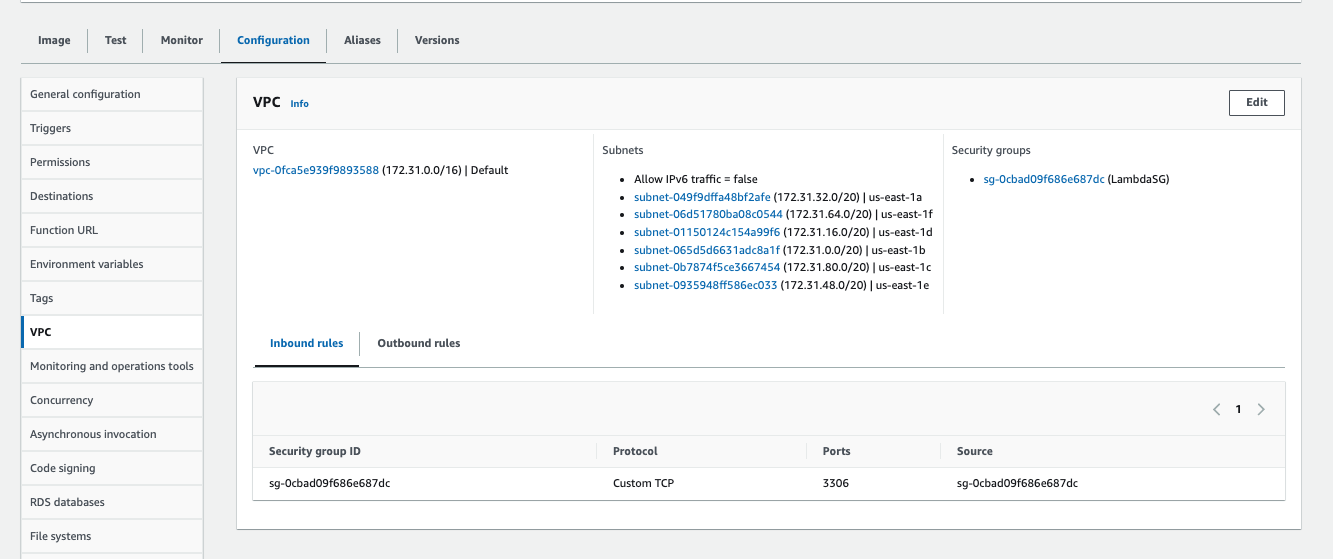 Image Test Monitor Configuration Aliases Versions
General configuration
Triggers
Permissions
Destinations
Function URL
Environment variables
Tags
VPC
Monitoring and operations tools
Concurrency
Asynchronous invocation
Code signing
RDS databases
File systems
VPC Info
Edit
VPC
vpc-0fca5e939f9893588 (172.31.0.0/16) | Default
Subnets
Allow IPv6 traffic = false
subnet-049f9dffa48bf2afe (172.31.32.0/20) | us-east-1a
subnet-06d51780ba08c0544 (172.31.64.0/20) | us-east-1f
subnet-01150124c154a99f6 (172.31.16.0/20) | us-east-1d
subnet-065d5d6631adc8a1f (172.31.0.0/20) | us-east-1b
subnet-0b7874f5ce3667454 (172.31.80.0/20) | us-east-1c
subnet-0935948ff586ec033 (172.31.48.0/20) | us-east-1e
Security groups
sg-0cbad09f686e687dc (LambdaSG)
Inbound rules Outbound rules
1
Security group ID Protocol Ports Source
sg-0cbad09f686e687dc Custom TCP 3306 sg-0cbad09f686e687dc